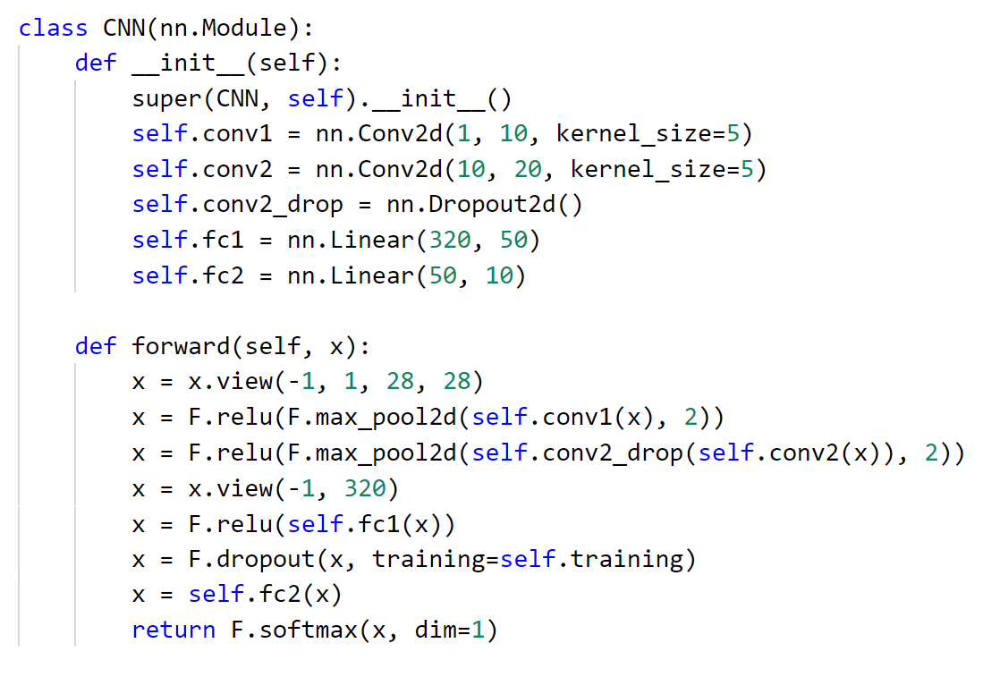 class CNN(nn.Module):
    def __init__(self):
        super(CNN, self).__init__()
        self.conv1 = nn.Conv2d(1, 10, kernel_size=5)
        self.conv2 = nn.Conv2d(10, 20, kernel_size=5)
        self.conv2_drop = nn.Dropout2d()
        self.fc1 = nn.Linear(320, 50)
        self.fc2 = nn.Linear(50, 10)

    def forward(self, x):
        x = x.view(-1, 1, 28, 28)
        x = F.relu(F.max_pool2d(self.conv1(x), 2))
        x = F.relu(F.max_pool2d(self.conv2_drop(self.conv2(x)), 2))
        x = x.view(-1, 320)
        x = F.relu(self.fc1(x))
        x = F.dropout(x, training=self.training)
        x = self.fc2(x)
        return F.softmax(x, dim=1)